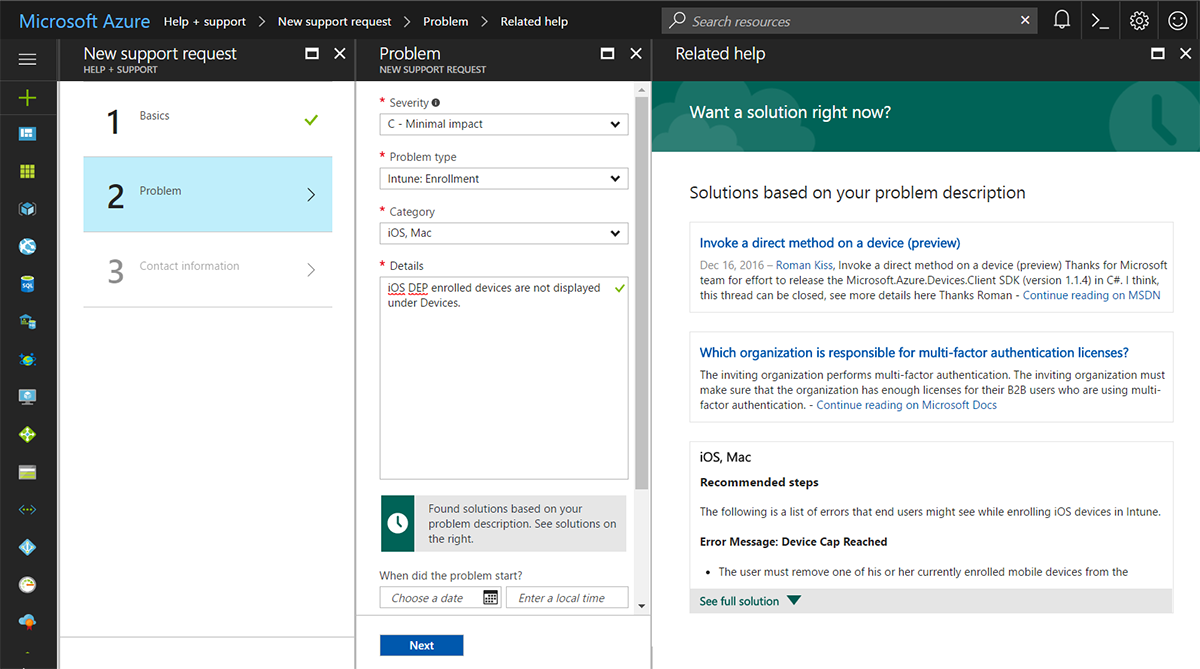 Microsoft Azure Help + support > New support request > Problem > Related help
Search resources
New support request
HELP + SUPPORT
1 Basics
2 Problem
3 Contact information
Problem
NEW SUPPORT REQUEST
* Severity
C - Minimal impact
* Problem type
Intune: Enrollment
* Category
iOS, Mac
* Details
iOS DEP enrolled devices are not displayed
under Devices.
Found solutions based on your
problem description. See solutions on
the right.
When did the problem start?
Choose a date
Enter a local time
Next
Related help
Want a solution right now?
Solutions based on your problem description
Invoke a direct method on a device (preview)
Dec 16, 2016 – Roman Kiss, Invoke a direct method on a device (preview) Thanks for Microsoft
team for effort to release the Microsoft.Azure.Devices.Client SDK (version 1.1.4) in C#. I think,
this thread can be closed, see more details here Thanks Roman - Continue reading on MSDN
Which organization is responsible for multi-factor authentication licenses?
The inviting organization performs multi-factor authentication. The inviting organization must
make sure that the organization has enough licenses for their B2B users who are using multi-
factor authentication. - Continue reading on Microsoft Docs
iOS, Mac
Recommended steps
The following is a list of errors that end users might see while enrolling iOS devices in Intune.
Error Message: Device Cap Reached
• The user must remove one of his or her currently enrolled mobile devices from the
See full solution